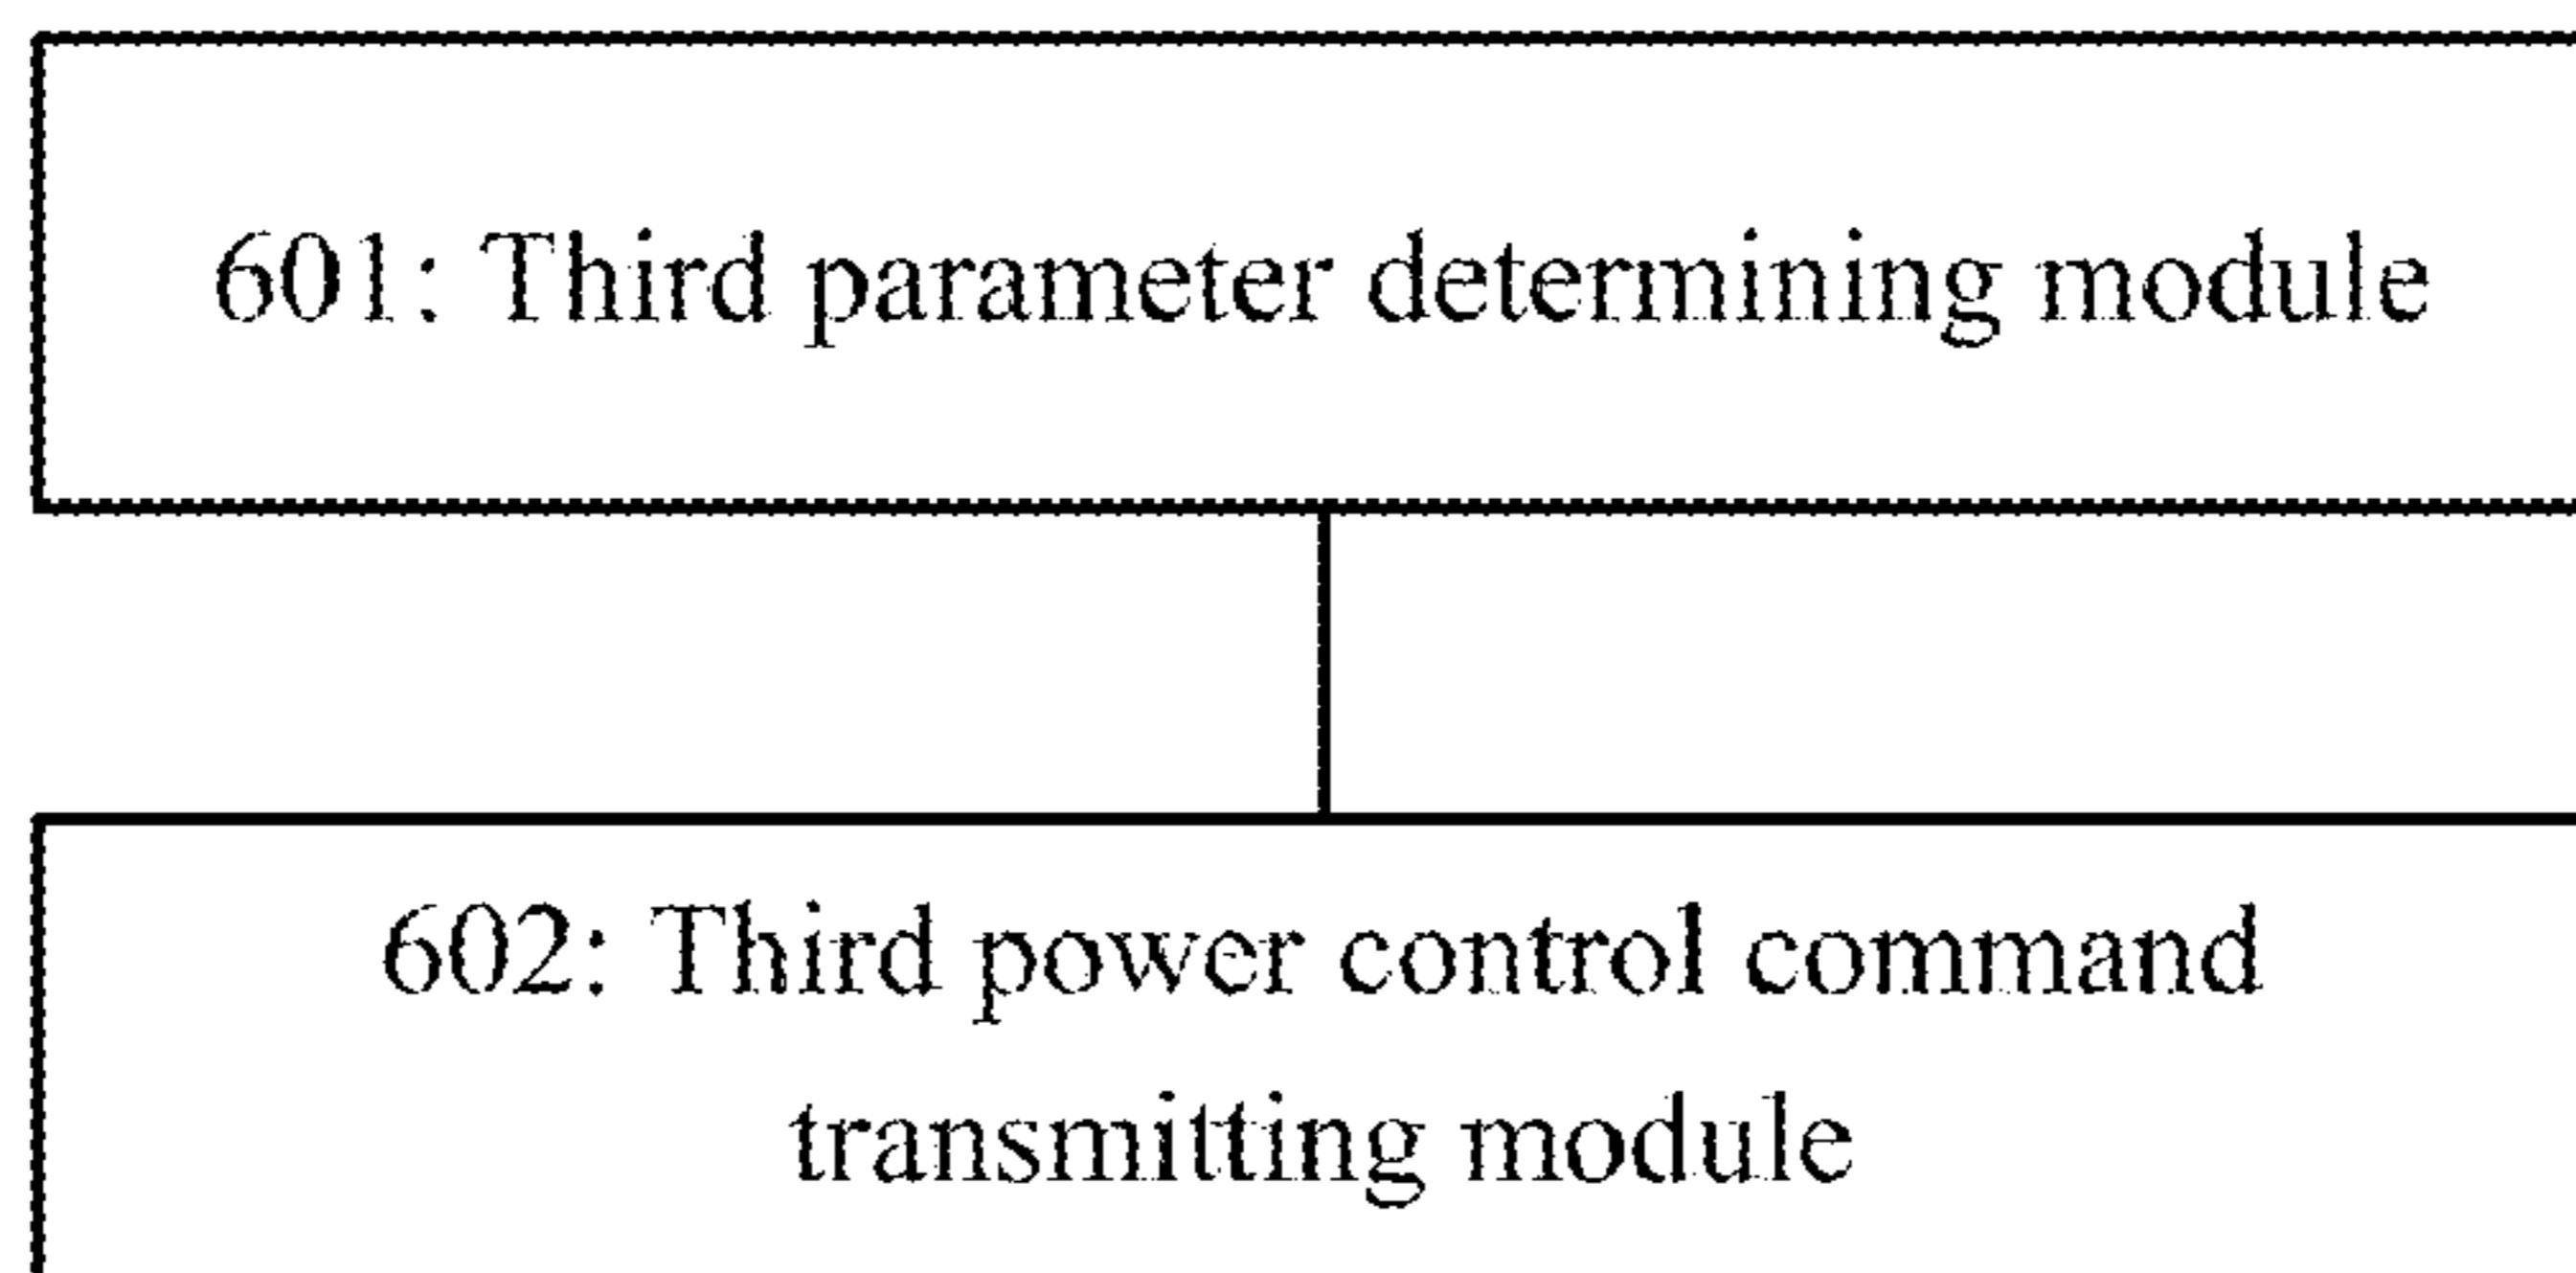 601: Third parameter determining module
602: Third power control command
transmitting module